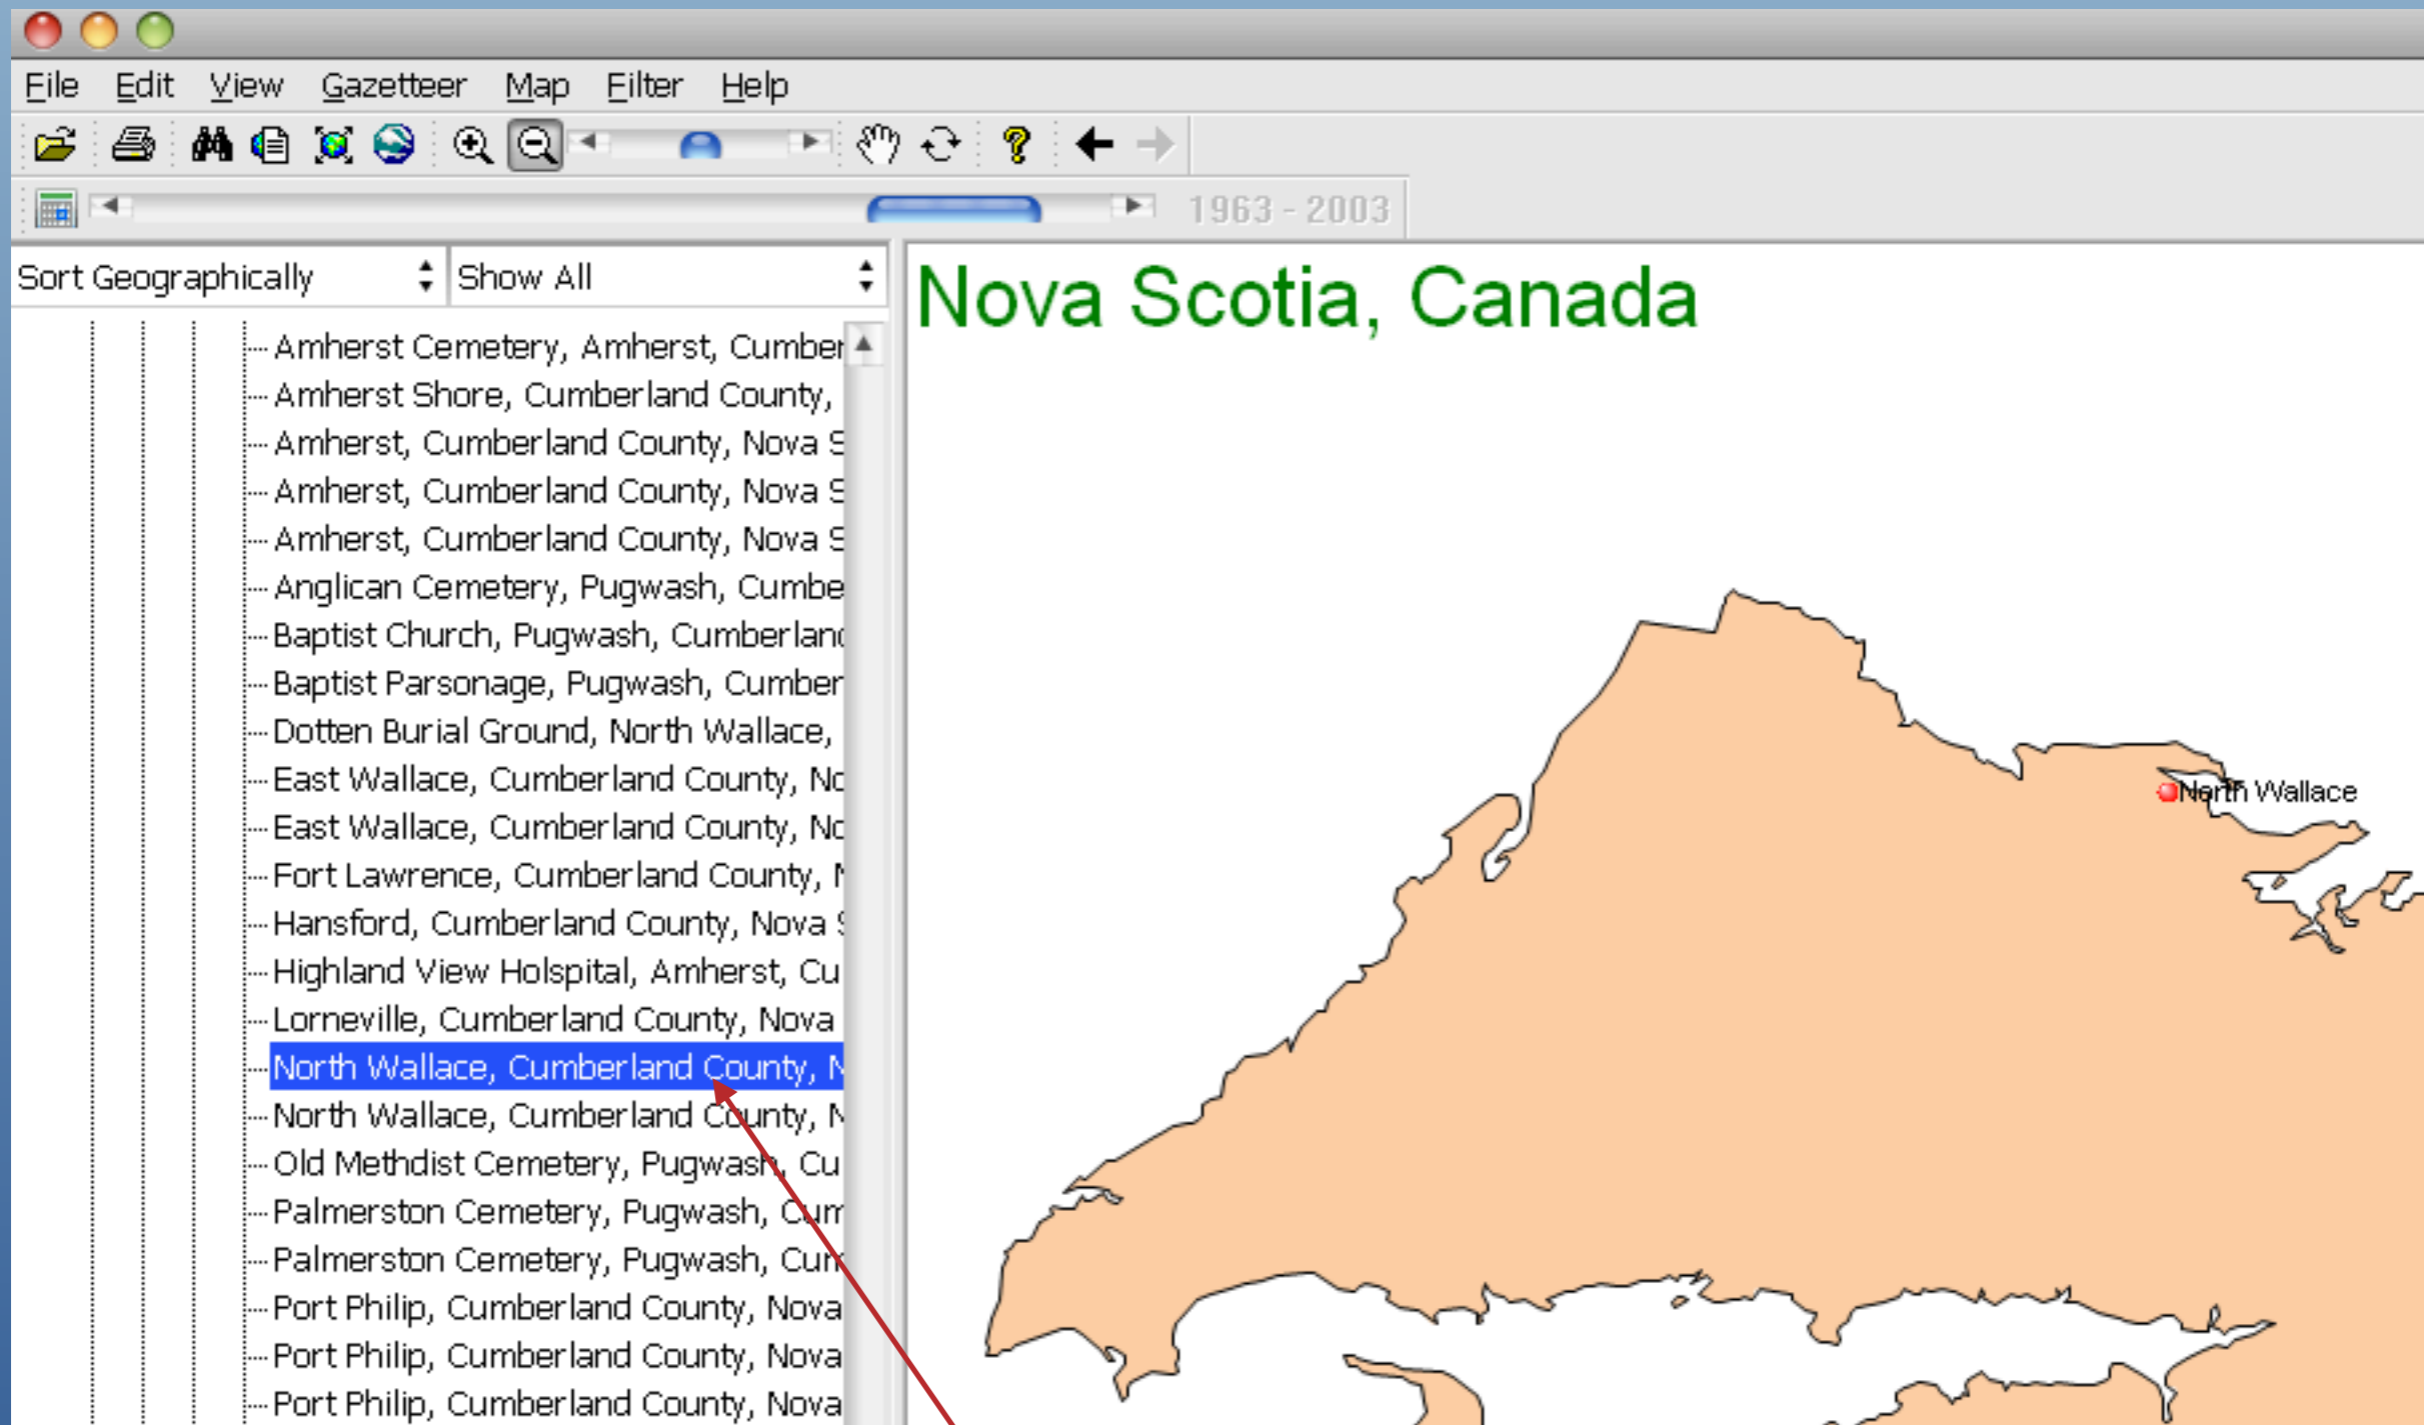 File Edit View Gazetteer Map Filter Help
1963 - 2003
Sort Geographically Show All
Nova Scotia, Canada
Amherst Cemetery, Amherst, Cumber
Amherst Shore, Cumberland County,
Amherst, Cumberland County, Nova S
Amherst, Cumberland County, Nova S
Amherst, Cumberland County, Nova S
Anglican Cemetery, Pugwash, Cumbe
Baptist Church, Pugwash, Cumberland
Baptist Parsonage, Pugwash, Cumber
Dotten Burial Ground, North Wallace,
East Wallace, Cumberland County, No
East Wallace, Cumberland County, No
Fort Lawrence, Cumberland County, N
Hansford, Cumberland County, Nova S
Highland View Holspital, Amherst, Cu
Lorneville, Cumberland County, Nova
North Wallace, Cumberland County, N
North Wallace, Cumberland County, N
Old Methdist Cemetery, Pugwash, Cu
Palmerston Cemetery, Pugwash, Cum
Palmerston Cemetery, Pugwash, Cum
Port Philip, Cumberland County, Nova
Port Philip, Cumberland County, Nova
Port Philip, Cumberland County, Nova
North Wallace